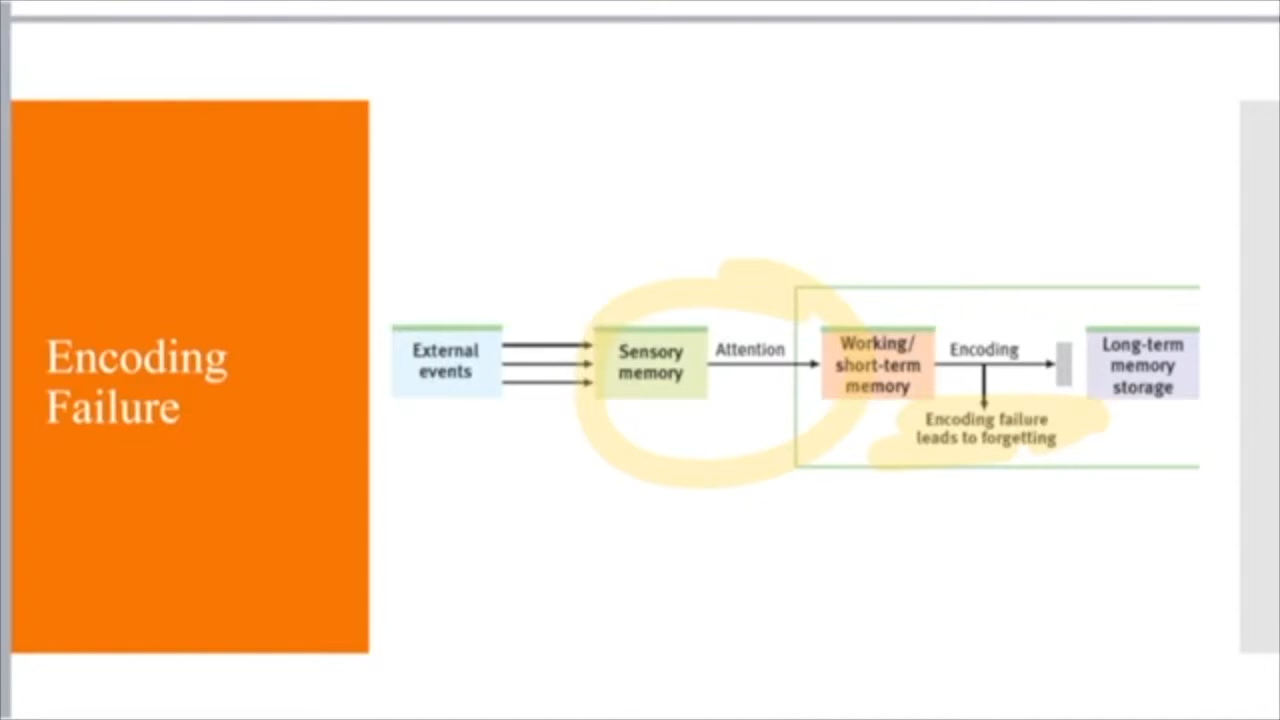 Encoding
Failure
External
events
Sensory
memory
Attention
Working/
short-term
memory
Encoding
Encoding failure
leads to forgetting
Long-term
memory
storage